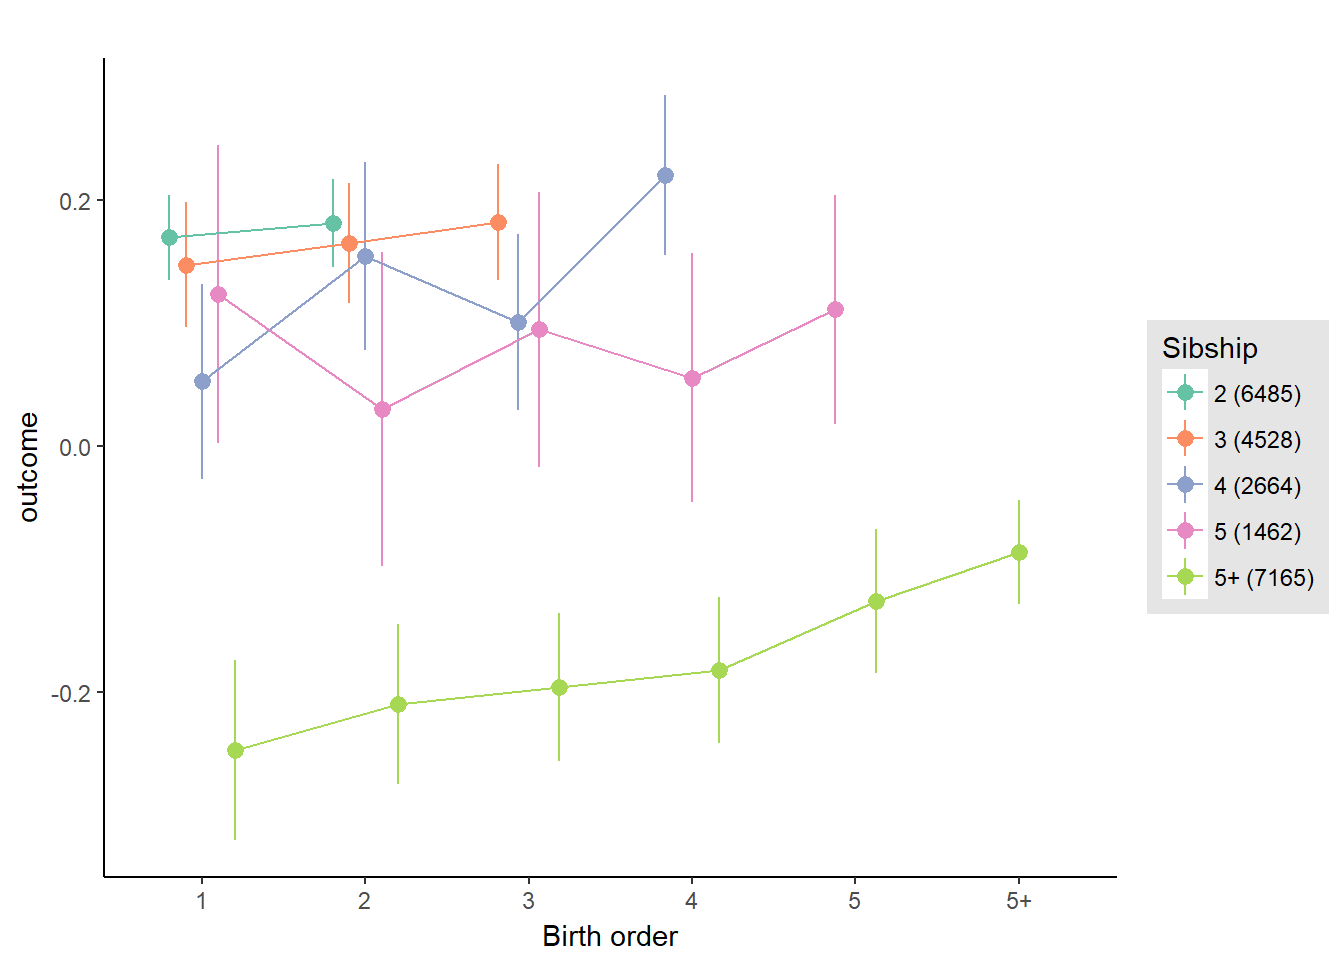 0.2
0.0
-0.2
outcome
1 2 3 4 5 5+
Birth order
Sibship
2 (6485)
3 (4528)
4 (2664)
5 (1462)
5+ (7165)